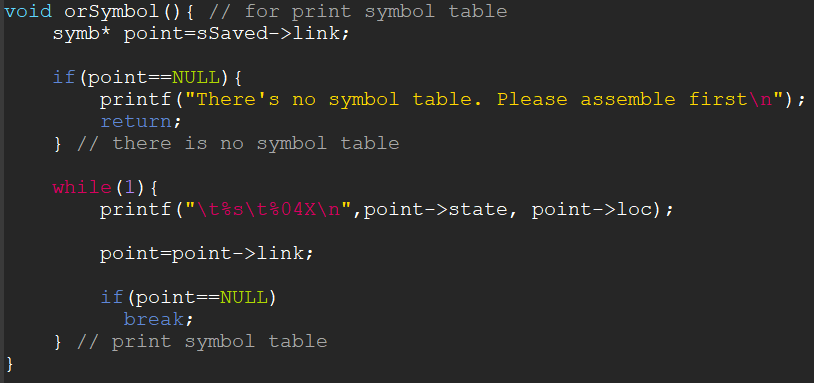 void orSymbol(){ // for print symbol table
    symb* point=sSaved->link;

    if(point==NULL){
        printf("There's no symbol table. Please assemble first\n");
        return;
    } // there is no symbol table

    while(1){
        printf("\t%s\t%04X\n",point->state, point->loc);

        point=point->link;

        if(point==NULL)
          break;
    } // print symbol table
}